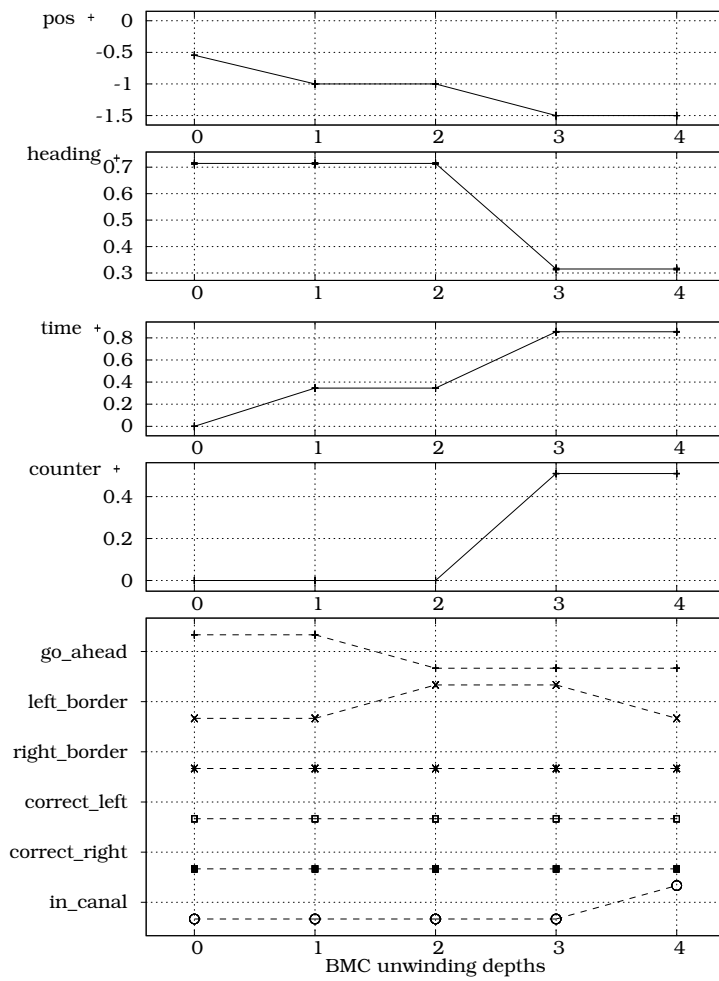 pos +
0
-0.5
-1
-1.5
0 1 2 3 4
heading +
0.7
0.6
0.5
0.4
0.3
0 1 2 3 4
time +
0.8
0.6
0.4
0.2
0
0 1 2 3 4
counter +
0.4
0.2
0
0 1 2 3 4
go_ahead
left_border
right_border
correct_left
correct_right
in_canal
0 1 2 3 4
BMC unwinding depths